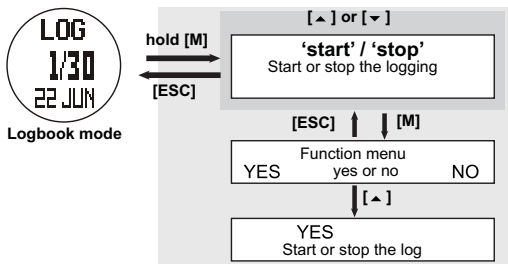 LOG
1/30
22 JUN
Logbook mode
hold [M]
[ESC]
[▲] or [▼]
‘start’ / ‘stop’
Start or stop the logging
[ESC] [M]
Function menu
YES yes or no NO
[▲]
YES
Start or stop the log